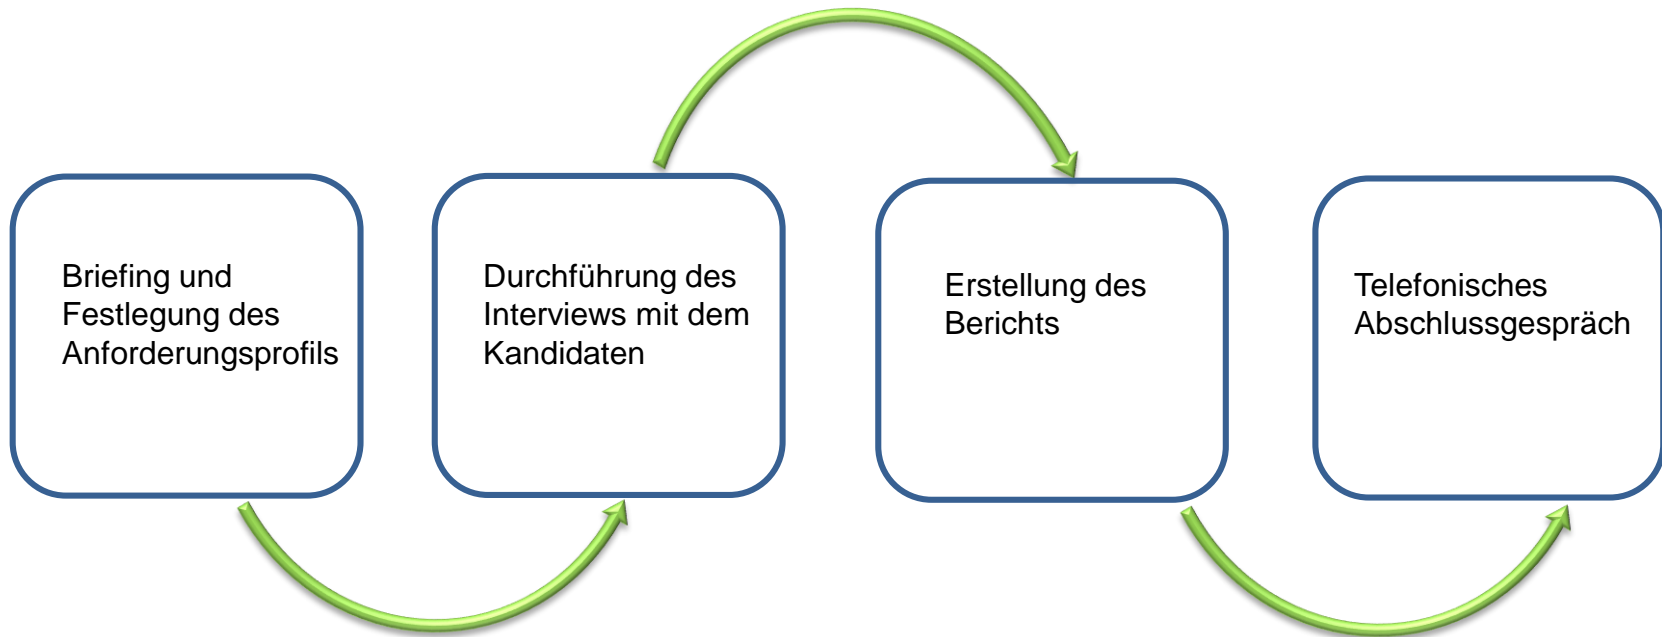 Briefing und
Festlegung des
Anforderungsprofils
Durchführung des
Interviews mit dem
Kandidaten
Erstellung des
Berichts
Telefonisches
Abschlussgespräch